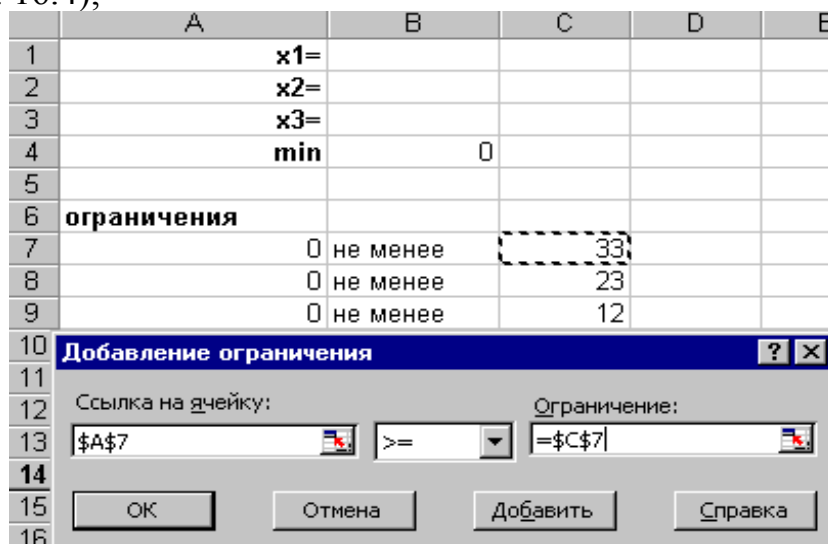 10.4),
A B C D E
1 x1=
2 x2=
3 x3=
4 min 0
5
6 ограничения
7 0 не менее 33
8 0 не менее 23
9 0 не менее 12
10 Добавление ограничения ? ×
11
12 Ссылка на ячейку: Ограничение:
13 $A$7 >= =$C$7
14
15 ОК Отмена Добавить Справка
16